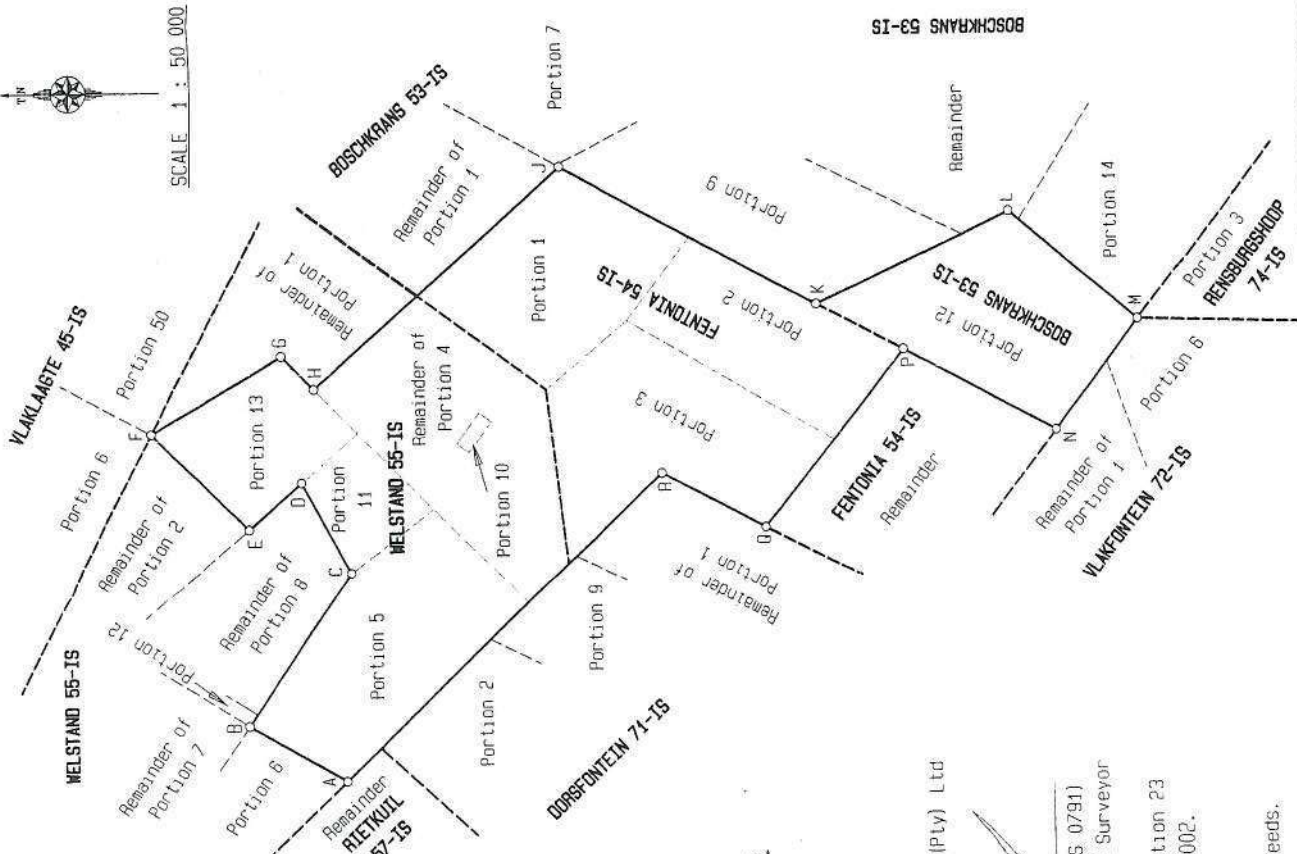 T N
SCALE 1 : 50 000
VLAKLAAGTE 45-IS
Portion 50
Portion 6
F
WELSTAND 55-IS
Remainder of
Portion 2
Portion 13
G
H
E
D
Remainder of
Portion 1
BOSCHKRANS 53-IS
Remainder of
Portion 1
J
Portion 7
BOSCHKRANS 53-IS
Portion 12
Remainder of
Portion 7
B
Remainder of
Portion 8
C
Portion
11
WELSTAND 55-IS
Remainder of
Portion 4
Portion 10
Portion 1
FENTONIA 54-IS
Portion 6
A
Portion 5
Remainder
RIETKUIL
57-IS
Portion 2
DORSFONTEIN 71-IS
Portion 9
Remainder of
Portion 1
R
Q
Portion 3
Portion 2
Portion 9
K
P
Remainder
L
FENTONIA 54-IS
Remainder
Portion 12
BOSCHKRANS 53-IS
Portion 14
M
N
Remainder of
Portion 1
VLAKFONTEIN 72-IS
Portion 6
Portion 3
RENSBURGSHOOP
74-IS
(Pty) Ltd
S 0791)
Surveyor
tion 23
002.
eeds.